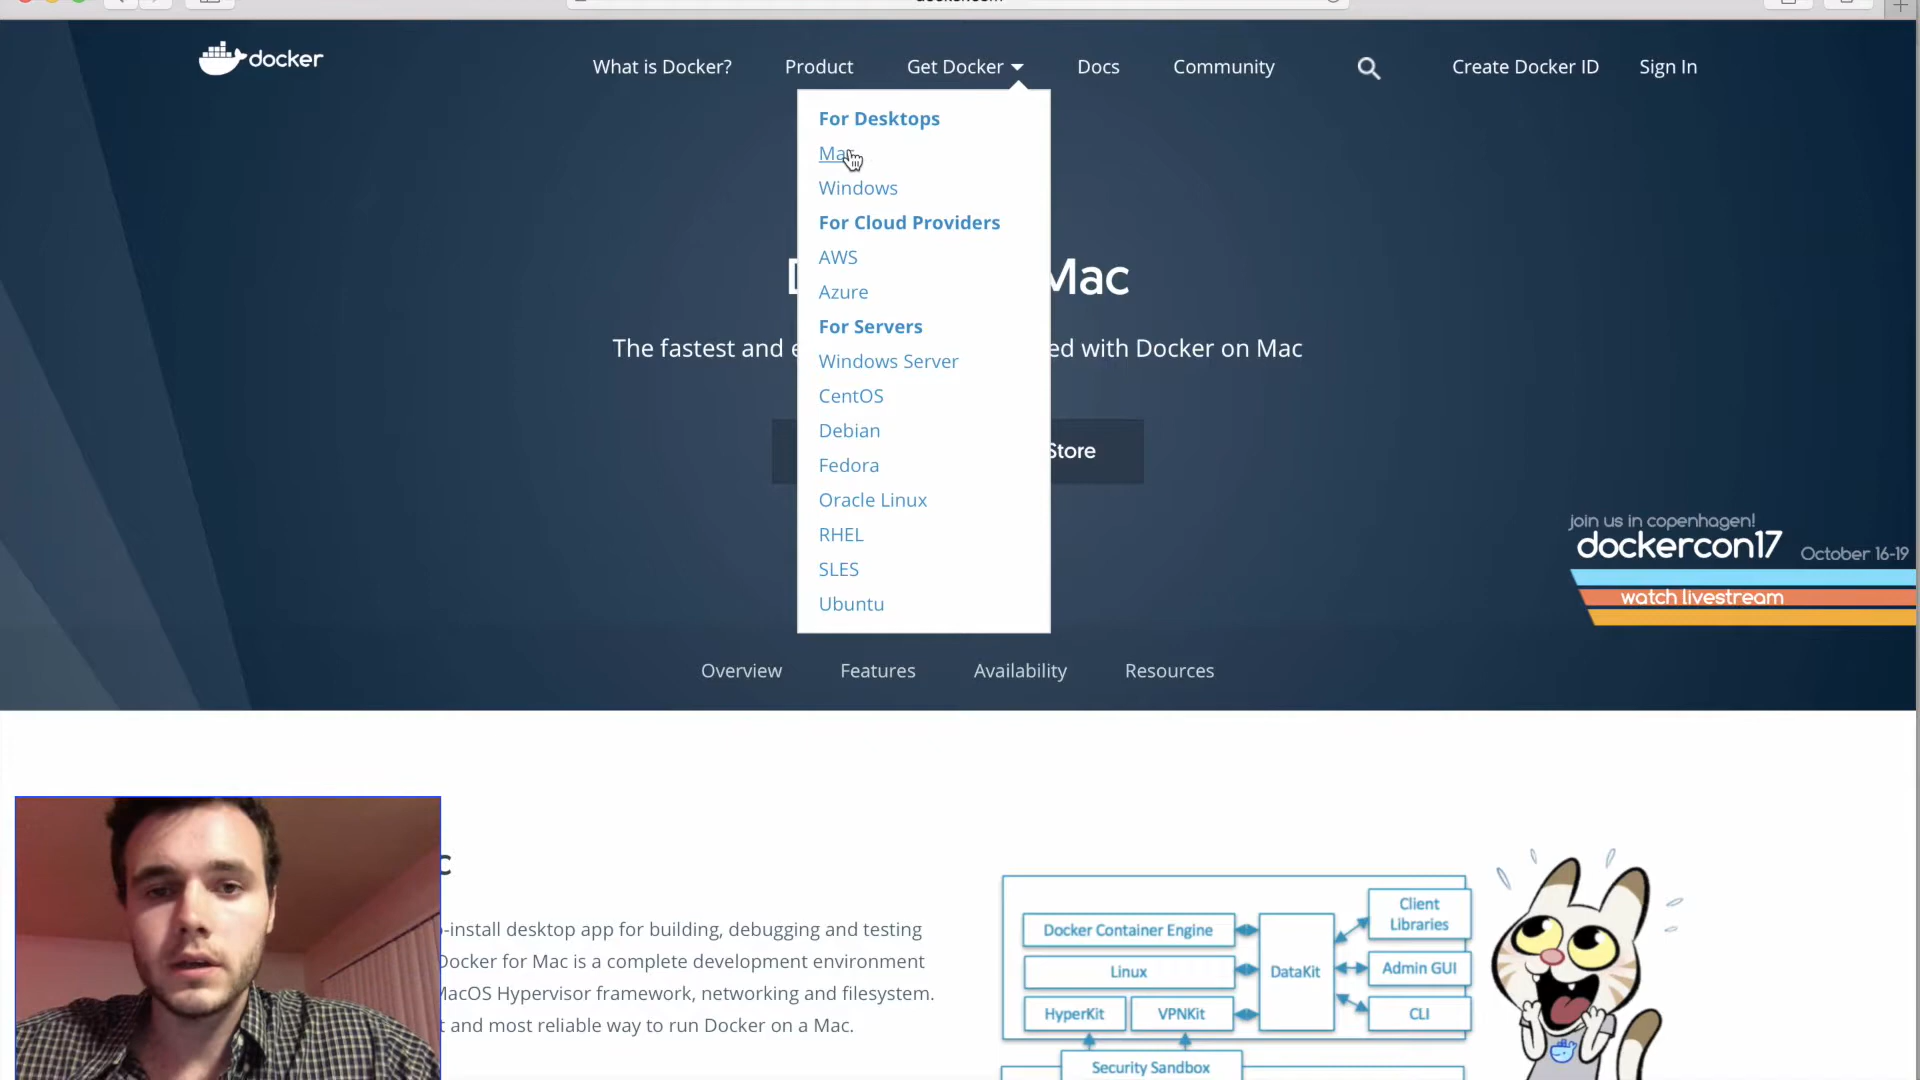 docker
What is Docker?
Product
Get Docker
Docs
Community
Create Docker ID
Sign In
For Desktops
Mac
Windows
For Cloud Providers
AWS
Azure
For Servers
Windows Server
CentOS
Debian
Fedora
Oracle Linux
RHEL
SLES
Ubuntu
Mac
The fastest and e
ed with Docker on Mac
Store
join us in copenhagen!
dockercon17 October 16-19
watch livestream
Overview
Features
Availability
Resources
-install desktop app for building, debugging and testing
Docker for Mac is a complete development environment
MacOS Hypervisor framework, networking and filesystem.
t and most reliable way to run Docker on a Mac.
Docker Container Engine
Linux
HyperKit
VPNKit
DataKit
Client
Libraries
Admin GUI
CLI
Security Sandbox